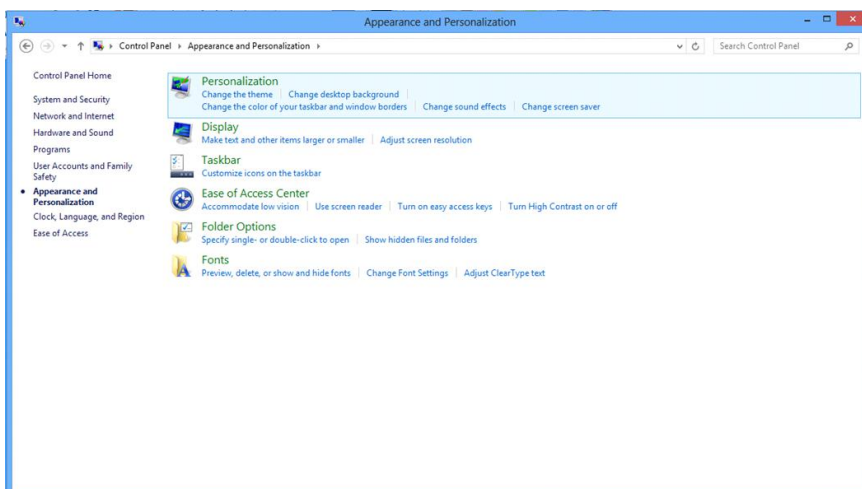 Appearance and Personalization
Control Panel Appearance and Personalization
Search Control Panel
Control Panel Home
System and Security
Network and Internet
Hardware and Sound
Programs
User Accounts and Family
Safety
Appearance and
Personalization
Clock, Language, and Region
Ease of Access
Personalization
Change the theme Change desktop background
Change the color of your taskbar and window borders Change sound effects Change screen saver
Display
Make text and other items larger or smaller Adjust screen resolution
Taskbar
Customize icons on the taskbar
Ease of Access Center
Accommodate low vision Use screen reader Turn on easy access keys Turn High Contrast on or off
Folder Options
Specify single- or double-click to open Show hidden files and folders
Fonts
Preview, delete, or show and hide fonts Change Font Settings Adjust ClearType text